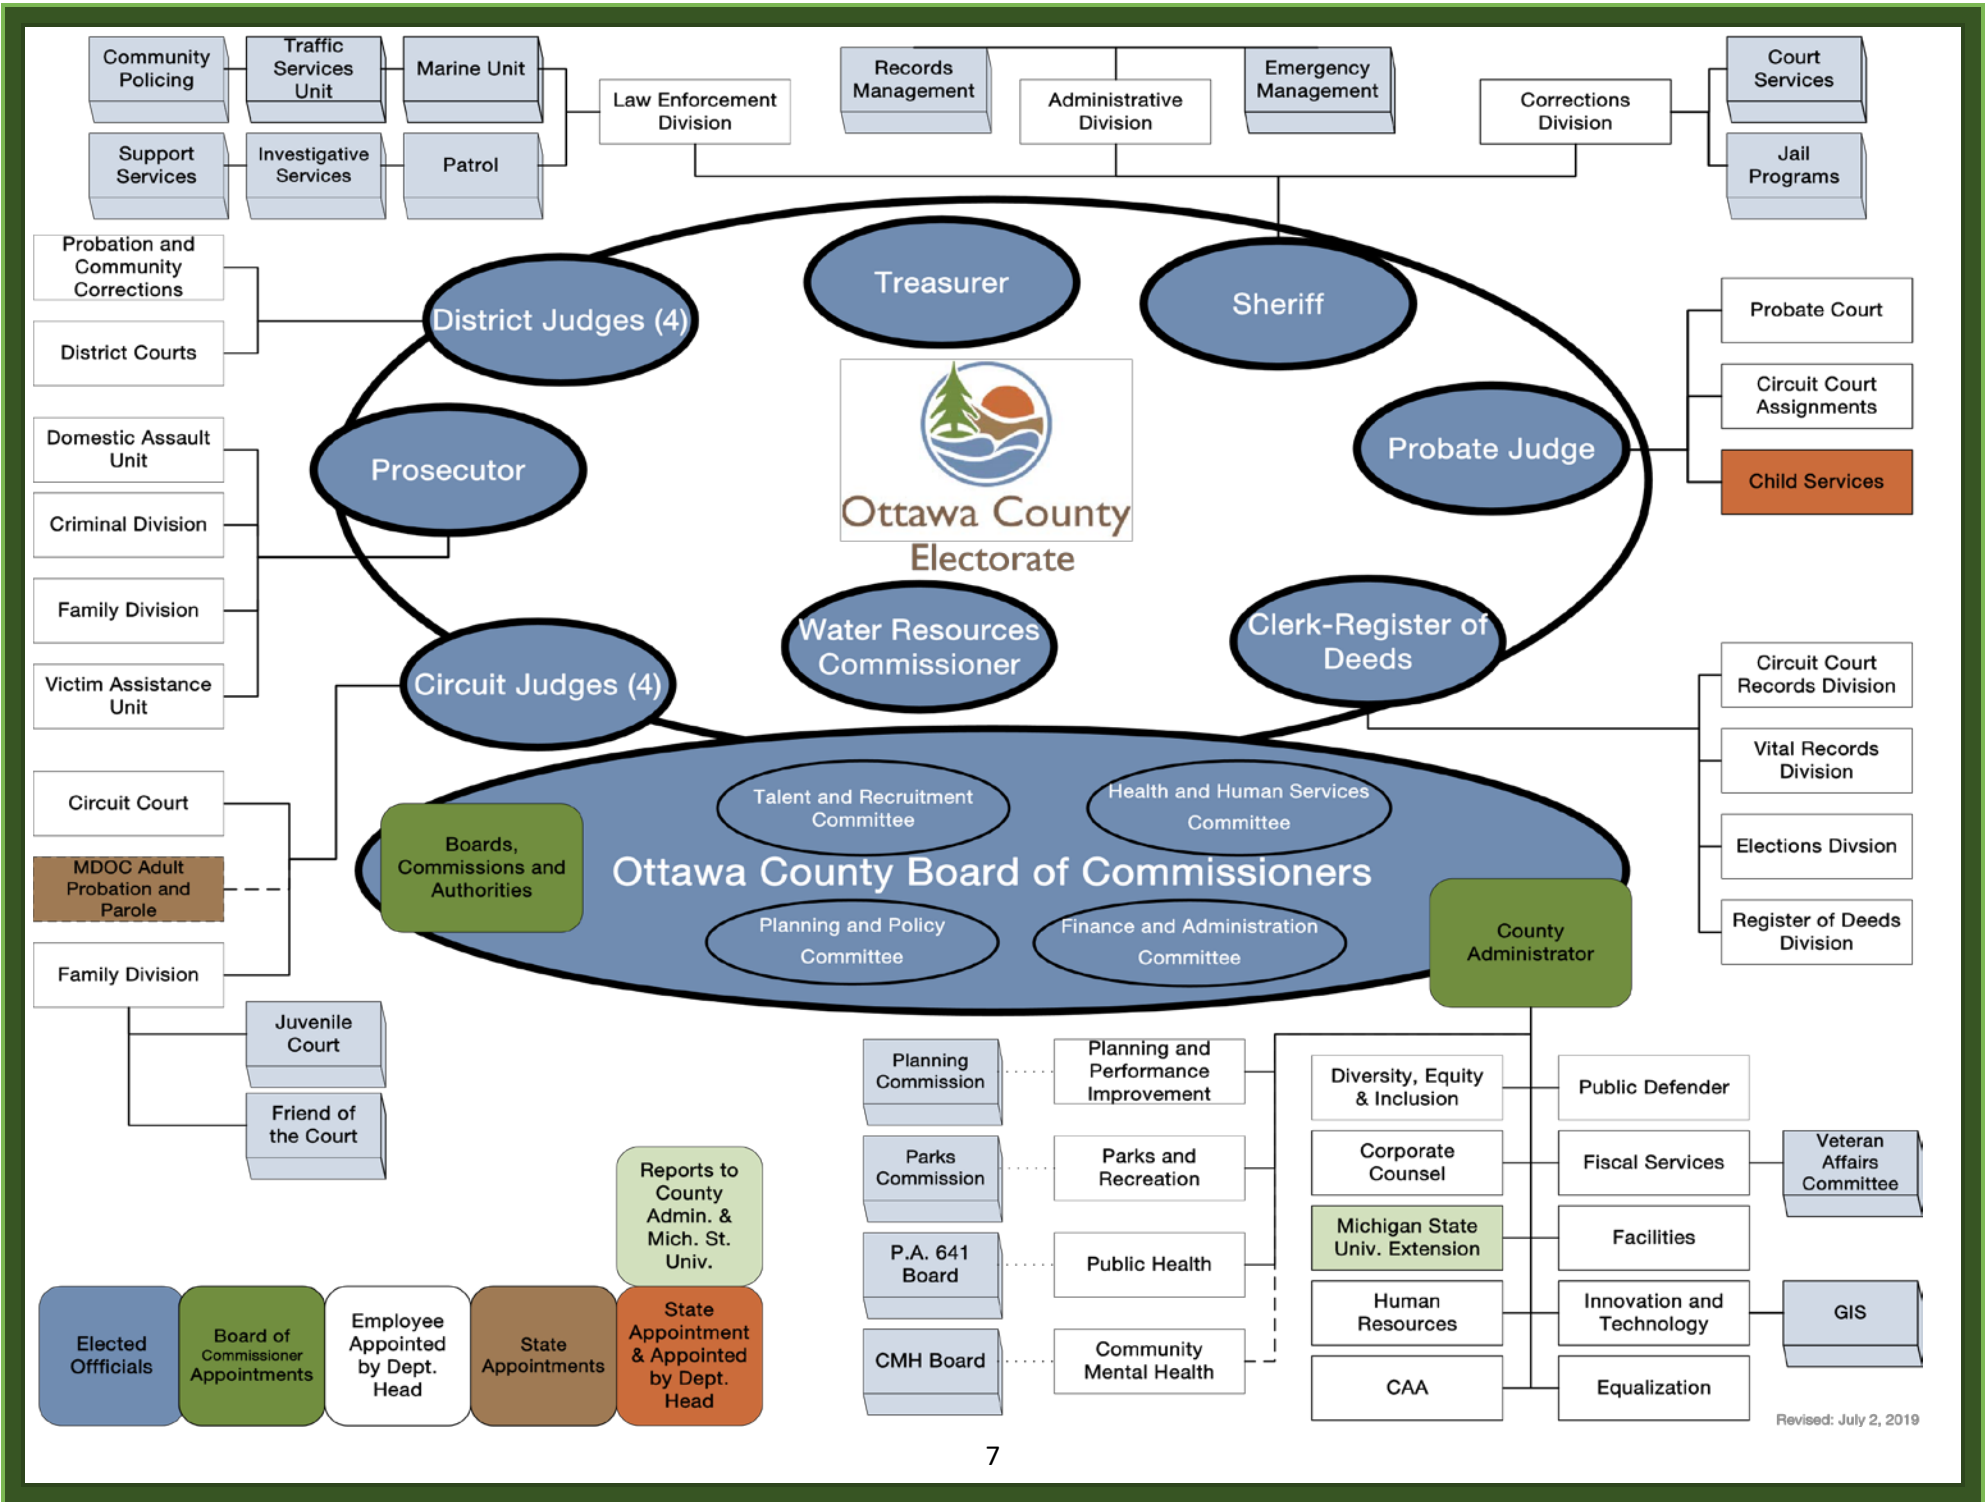 Community
Policing
Traffic
Services
Unit
Marine Unit
Law Enforcement
Division
Support
Services
Investigative
Services
Patrol
Records
Management
Administrative
Division
Emergency
Management
Corrections
Division
Court
Services
Jail
Programs
Probation and
Community
Corrections
District Courts
District Judges (4)
Treasurer
Sheriff
Domestic Assault
Unit
Criminal Division
Family Division
Victim Assistance
Unit
Prosecutor
Ottawa County
Electorate
Probate Judge
Probate Court
Circuit Court
Assignments
Child Services
Circuit Judges (4)
Water Resources
Commissioner
Clerk-Register of
Deeds
Circuit Court
Records Division
Vital Records
Division
Elections Divsion
Register of Deeds
Division
Circuit Court
MDOC Adult
Probation and
Parole
Family Division
Juvenile
Court
Friend of
the Court
Boards,
Commissions and
Authorities
Talent and Recruitment
Committee
Health and Human Services
Committee
Ottawa County Board of Commissioners
Planning and Policy
Committee
Finance and Administration
Committee
County
Administrator
Planning
Commission
Planning and
Performance
Improvement
Parks
Commission
Parks and
Recreation
P.A. 641
Board
Public Health
CMH Board
Community
Mental Health
Diversity, Equity
& Inclusion
Public Defender
Corporate
Counsel
Fiscal Services
Veteran
Affairs
Committee
Michigan State
Univ. Extension
Facilities
Human
Resources
Innovation and
Technology
GIS
CAA
Equalization
Reports to
County
Admin. &
Mich. St.
Univ.
Elected
Offficials
Board of
Commissioner
Appointments
Employee
Appointed
by Dept.
Head
State
Appointments
State
Appointment
& Appointed
by Dept.
Head
Revised: July 2, 2019
7